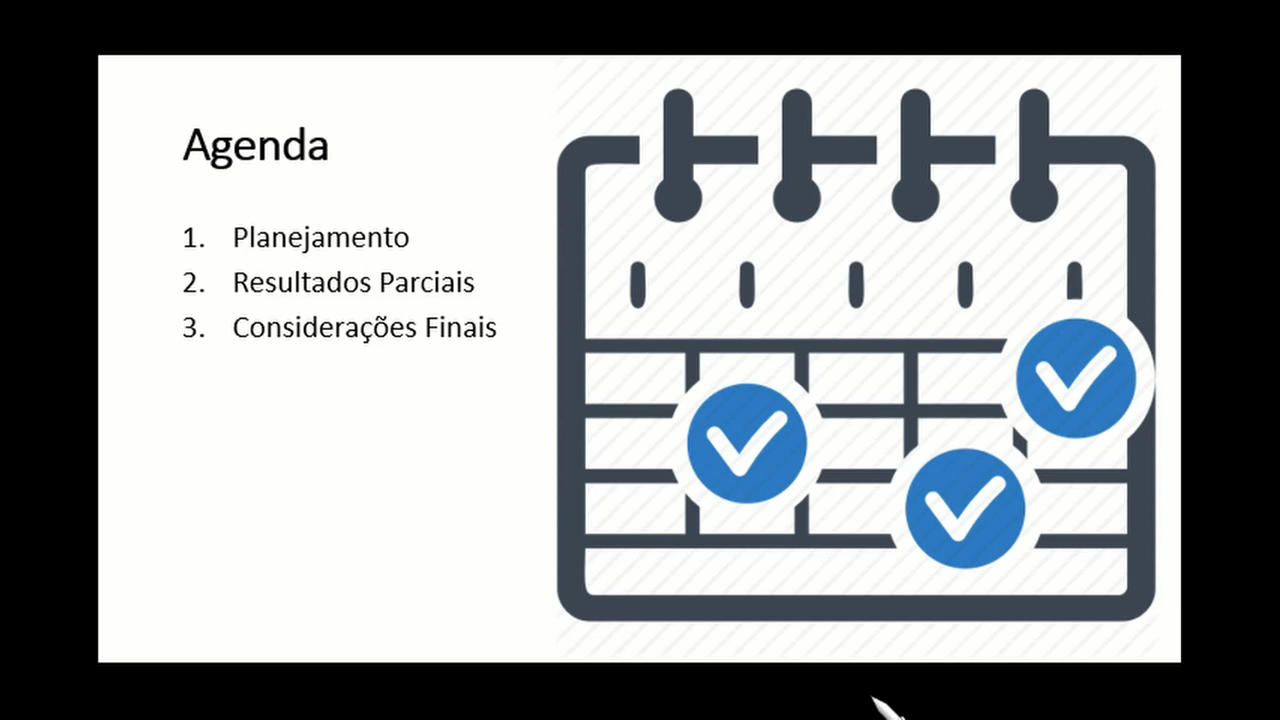 Agenda
1. Planejamento
2. Resultados Parciais
3. Considerações Finais